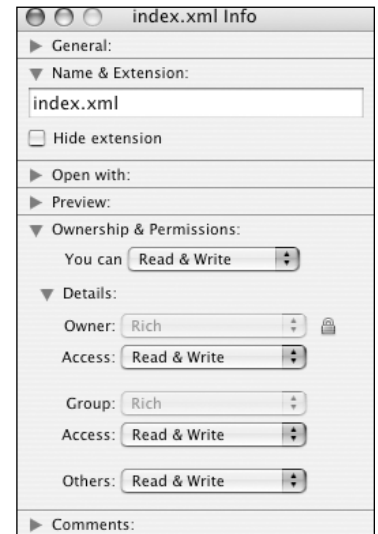 index.xml Info
General:
Name & Extension:
index.xml
Hide extension
Open with:
Preview:
Ownership & Permissions:
You can Read & Write
Details:
Owner: Rich
Access: Read & Write
Group: Rich
Access: Read & Write
Others: Read & Write
Comments: